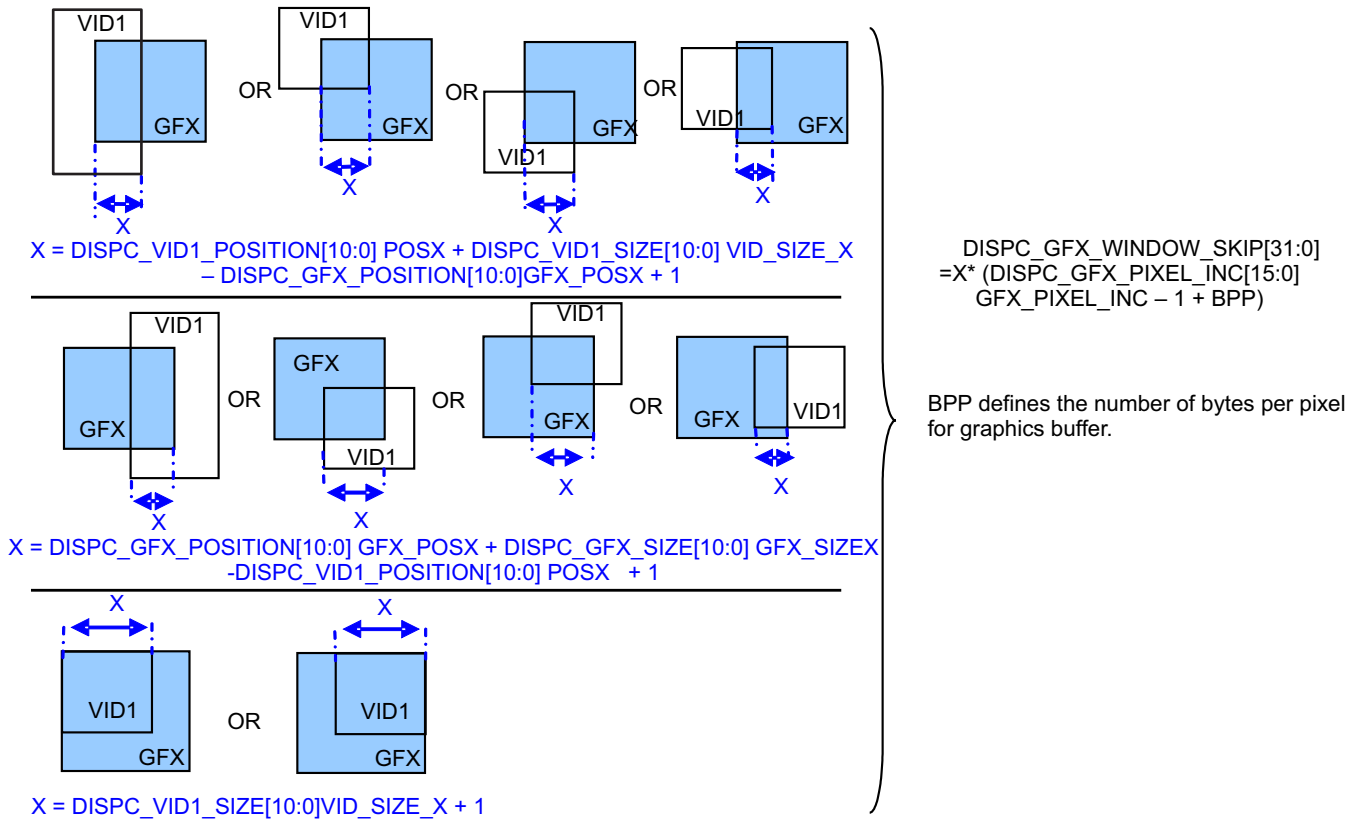 VID1
GFX
X
OR
VID1
GFX
X
OR
GFX
VID1
X
OR
VID1
GFX
X
X = DISPC_VID1_POSITION[10:0] POSX + DISPC_VID1_SIZE[10:0] VID_SIZE_X
– DISPC_GFX_POSITION[10:0]GFX_POSX + 1
VID1
GFX
X
OR
GFX
VID1
X
OR
VID1
GFX
X
OR
GFX
VID1
X
X = DISPC_GFX_POSITION[10:0] GFX_POSX + DISPC_GFX_SIZE[10:0] GFX_SIZEX
-DISPC_VID1_POSITION[10:0] POSX + 1
X
VID1
GFX
OR
X
VID1
GFX
X = DISPC_VID1_SIZE[10:0]VID_SIZE_X + 1
DISPC_GFX_WINDOW_SKIP[31:0]
=X* (DISPC_GFX_PIXEL_INC[15:0]
GFX_PIXEL_INC – 1 + BPP)
BPP defines the number of bytes per pixel
for graphics buffer.